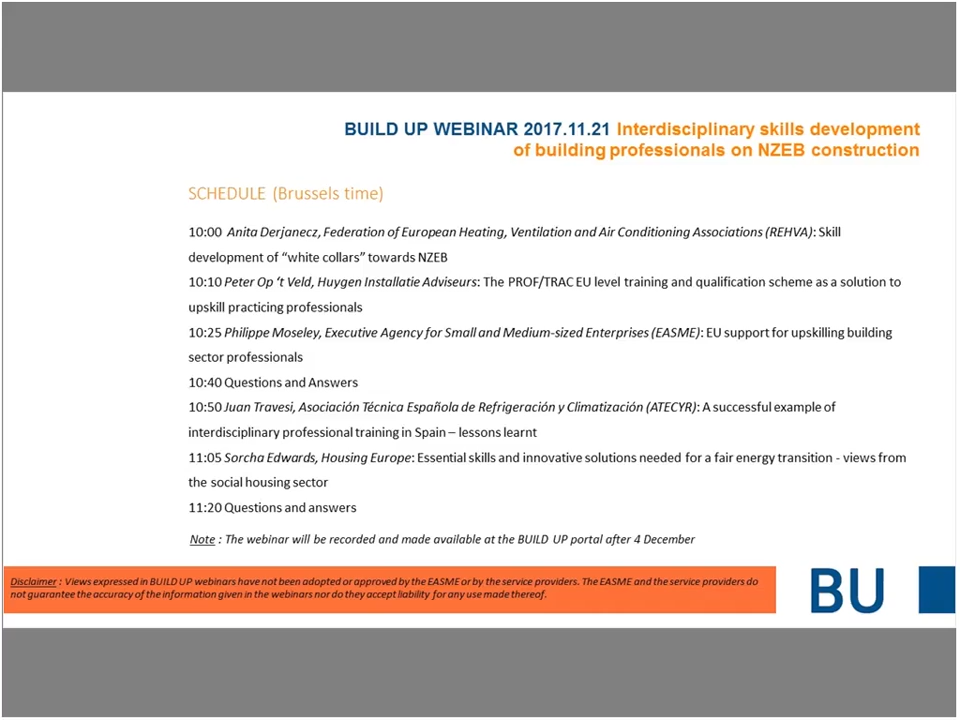 BUILD UP WEBINAR 2017.11.21 Interdisciplinary skills development
of building professionals on NZEB construction
SCHEDULE (Brussels time)
10:00 Anita Derjanecz, Federation of European Heating, Ventilation and Air Conditioning Associations (REHVA): Skill
development of “white collars” towards NZEB
10:10 Peter Op ‘t Veld, Huygen Installatie Adviseurs: The PROF/TRAC EU level training and qualification scheme as a solution to
upskill practicing professionals
10:25 Philippe Moseley, Executive Agency for Small and Medium-sized Enterprises (EASME): EU support for upskilling building
sector professionals
10:40 Questions and Answers
10:50 Juan Travesi, Asociación Técnica Española de Refrigeración y Climatización (ATECYR): A successful example of
interdisciplinary professional training in Spain – lessons learnt
11:05 Sorcha Edwards, Housing Europe: Essential skills and innovative solutions needed for a fair energy transition - views from
the social housing sector
11:20 Questions and answers
Note : The webinar will be recorded and made available at the BUILD UP portal after 4 December
Disclaimer : Views expressed in BUILD UP webinars have not been adopted or approved by the EASME or by the service providers. The EASME and the service providers do
not guarantee the accuracy of the information given in the webinars nor do they accept liability for any use made thereof.
BU